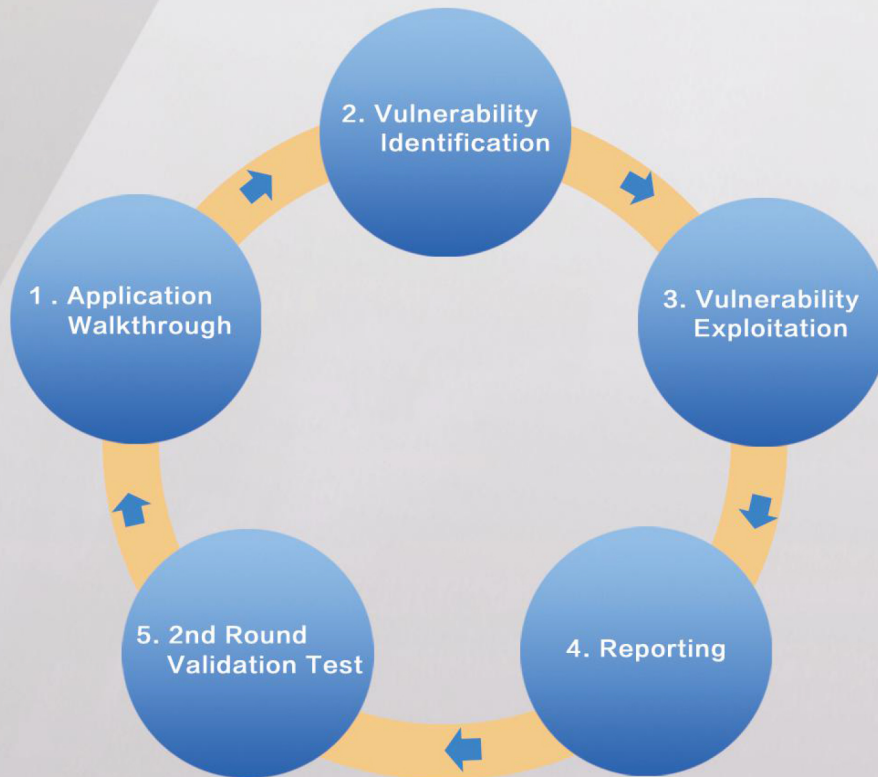 1 . Application
Walkthrough
2. Vulnerability
Identification
3. Vulnerability
Exploitation
4. Reporting
5. 2nd Round
Validation Test